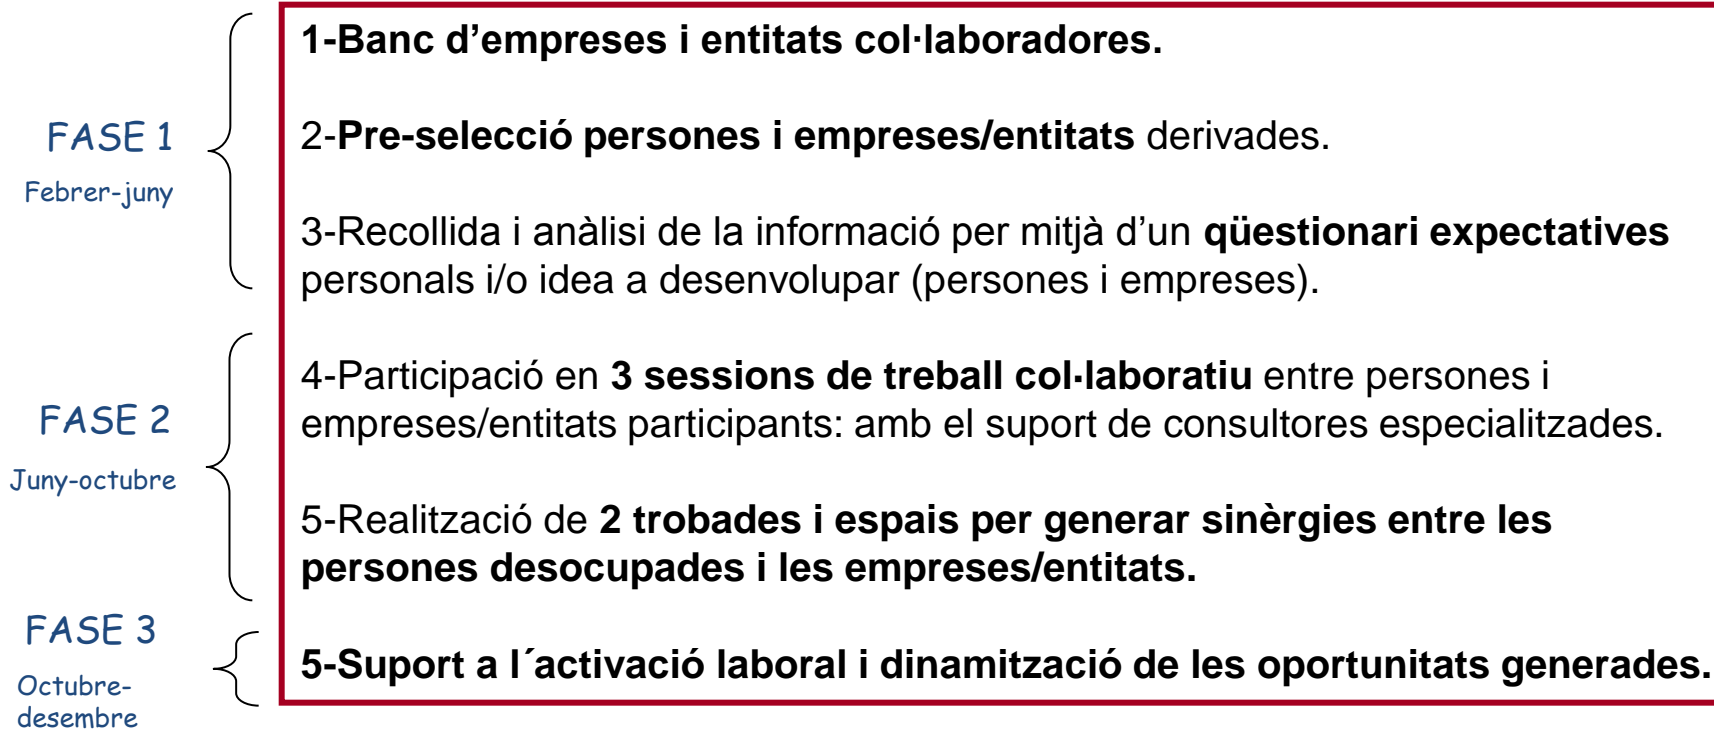 FASE 1
Febrer-juny
1-Banc d’empreses i entitats col·laboradores.
2-Pre-selecció persones i empreses/entitats derivades.
3-Recollida i anàlisi de la informació per mitjà d’un qüestionari expectatives
personals i/o idea a desenvolupar (persones i empreses).
FASE 2
Juny-octubre
4-Participació en 3 sessions de treball col·laboratiu entre persones i
empreses/entitats participants: amb el suport de consultores especialitzades.
5-Realització de 2 trobades i espais per generar sinèrgies entre les
persones desocupades i les empreses/entitats.
FASE 3
Octubre-
desembre
5-Suport a l´activació laboral i dinamització de les oportunitats generades.